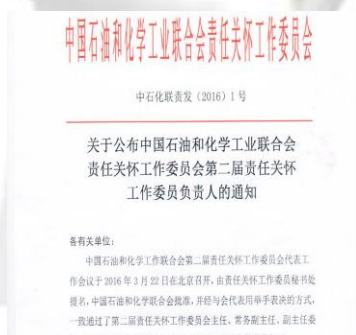 中国石油和化学工业联合会责任关怀工作委员会
中石化联责发（2016）1号
关于公布中国石油和化学工业联合会
责任关怀工作委员会第二届责任关怀
工作委员负责人的通知
各有关单位：
中国石油和化学工作联合会第二届责任关怀工作委员会代表工
作会议于2016年3月22日在北京召开，由责任关怀工作委员秘书处
提名，中国石油和化学联合会批准，并经与会代表用举手表决的方式，
一致通过了第二届责任关怀工作委员会主任、常务副主任、副主任委